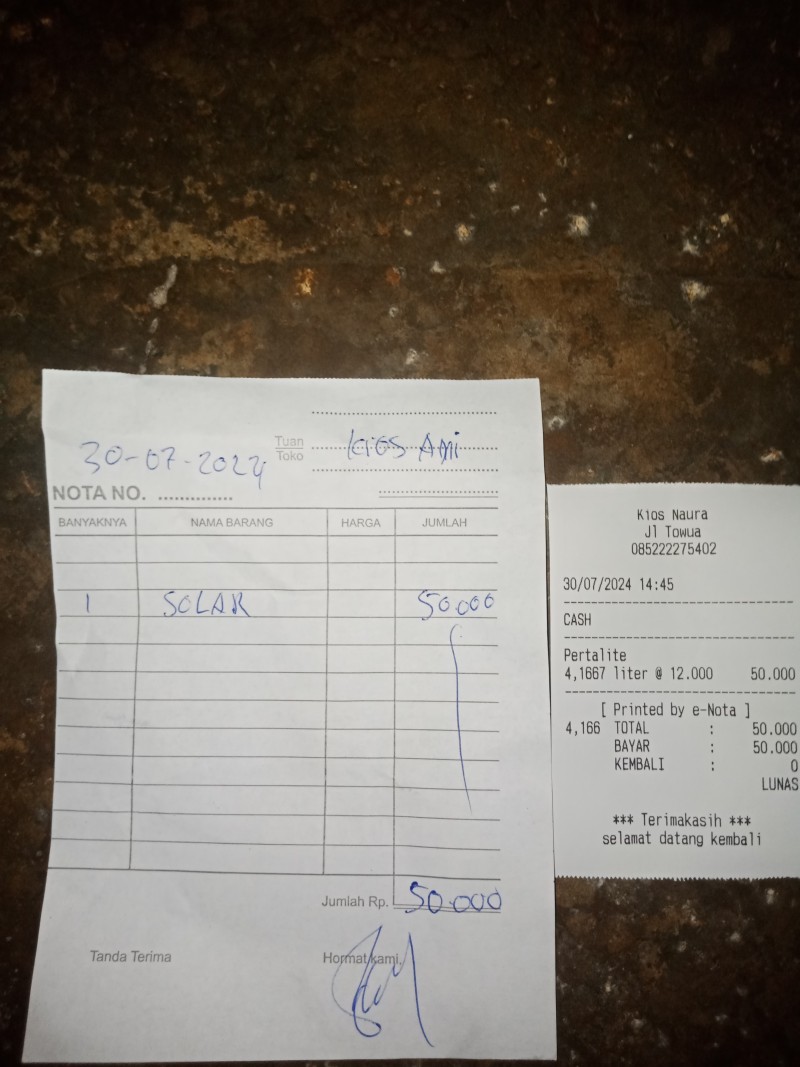 30-07-2024
Tuan
Toko
Kios Ami
NOTA NO. ..............
BANYAKNYA NAMA BARANG HARGA JUMLAH
1 SOLAR 50.000
Jumlah Rp. 50.000
Tanda Terima Hormat kami,
Kios Naura
Jl Towua
085222275402
30/07/2024 14:45
CASH
Pertalite
4,1667 liter @ 12.000 50.000
[ Printed by e-Nota ]
4,166 TOTAL : 50.000
BAYAR : 50.000
KEMBALI : 0
LUNAS
*** Terimakasih ***
selamat datang kembali